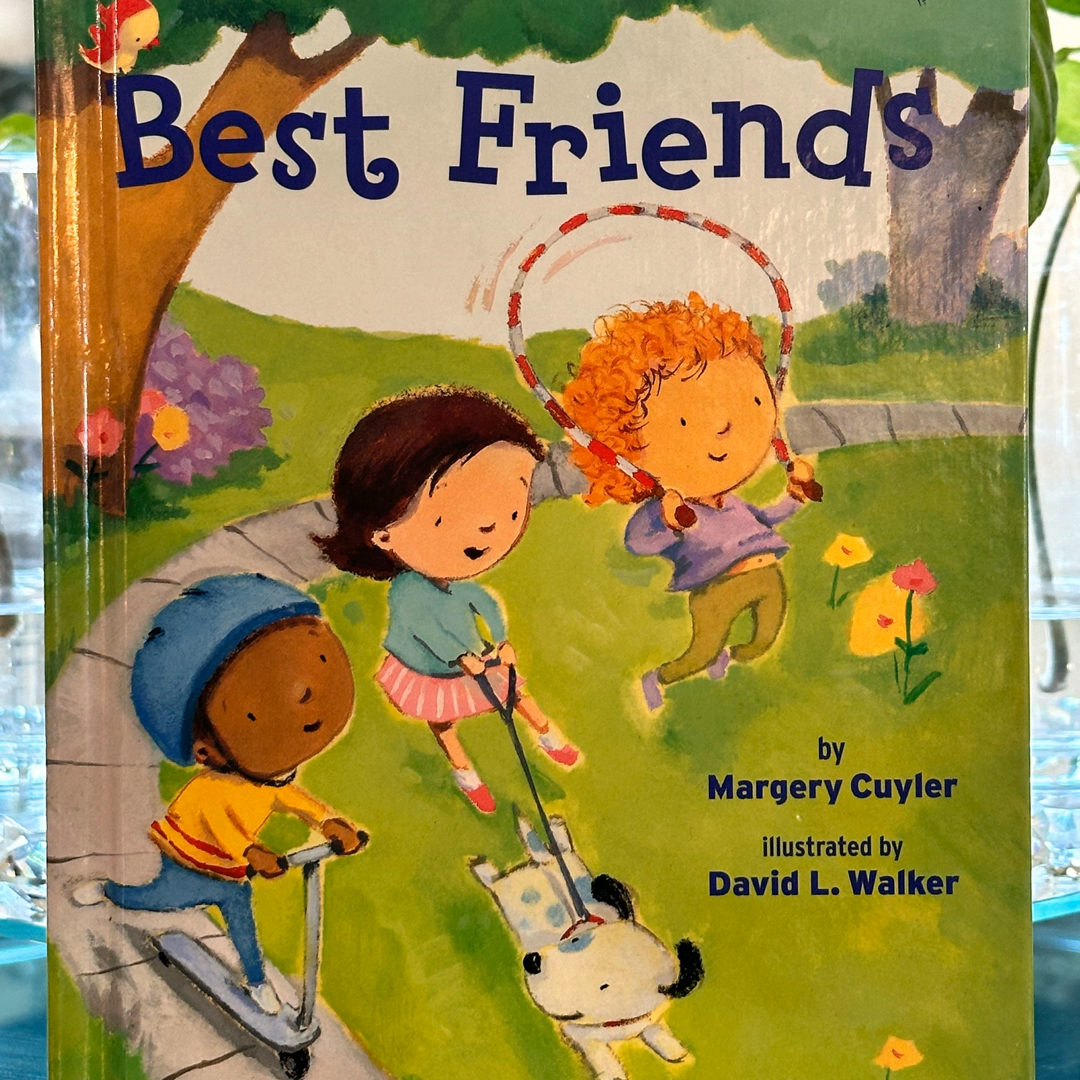 Best Friends
by
Margery Cuyler
illustrated by
David L. Walker